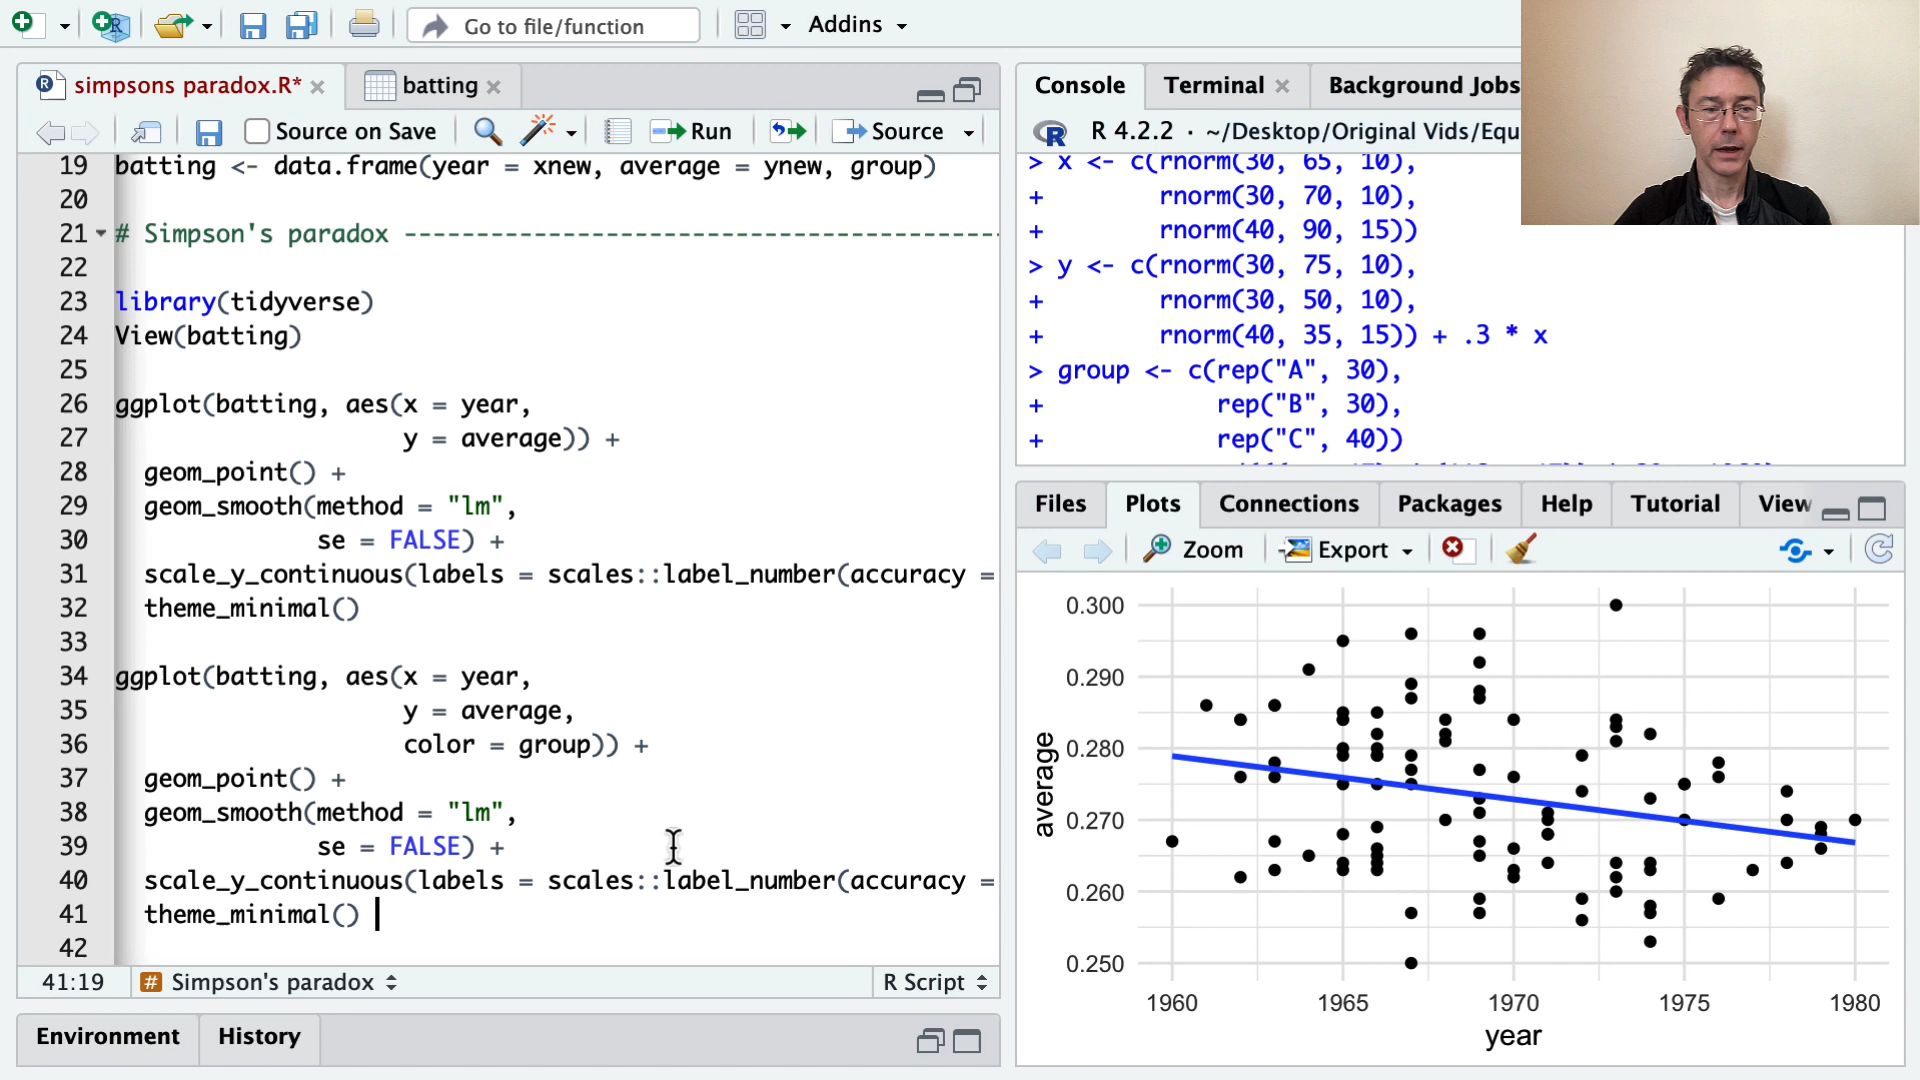 Go to file/function
Addins
simpsons paradox.R*
batting
Source on Save
Run
Source
19 batting <- data.frame(year = xnew, average = ynew, group)
20
21 # Simpson's paradox -----------------------------------------
22
23 library(tidyverse)
24 View(batting)
25
26 ggplot(batting, aes(x = year,
27 y = average)) +
28 geom_point() +
29 geom_smooth(method = "lm",
30 se = FALSE) +
31 scale_y_continuous(labels = scales::label_number(accuracy =
32 theme_minimal()
33
34 ggplot(batting, aes(x = year,
35 y = average,
36 color = group)) +
37 geom_point() +
38 geom_smooth(method = "lm",
39 se = FALSE) +
40 scale_y_continuous(labels = scales::label_number(accuracy =
41 theme_minimal()
42
41:19
# Simpson's paradox
R Script
Environment
History
Console
Terminal
Background Jobs
R 4.2.2 · ~/Desktop/Original Vids/Equ
> x <- c(rnorm(30, 65, 10),
+ rnorm(30, 70, 10),
+ rnorm(40, 90, 15))
> y <- c(rnorm(30, 75, 10),
+ rnorm(30, 50, 10),
+ rnorm(40, 35, 15)) + .3 * x
> group <- c(rep("A", 30),
+ rep("B", 30),
+ rep("C", 40))
Files
Plots
Connections
Packages
Help
Tutorial
View
Zoom
Export
0.300
0.290
0.280
0.270
0.260
0.250
average
1960
1965
1970
1975
1980
year